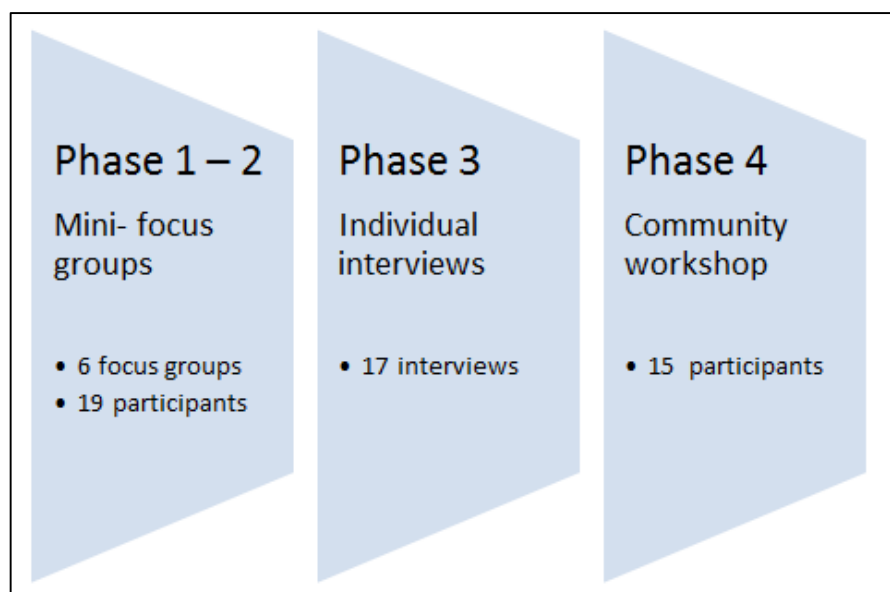 Phase 1 – 2
Mini- focus
groups
• 6 focus groups
• 19 participants
Phase 3
Individual
interviews
• 17 interviews
Phase 4
Community
workshop
• 15 participants